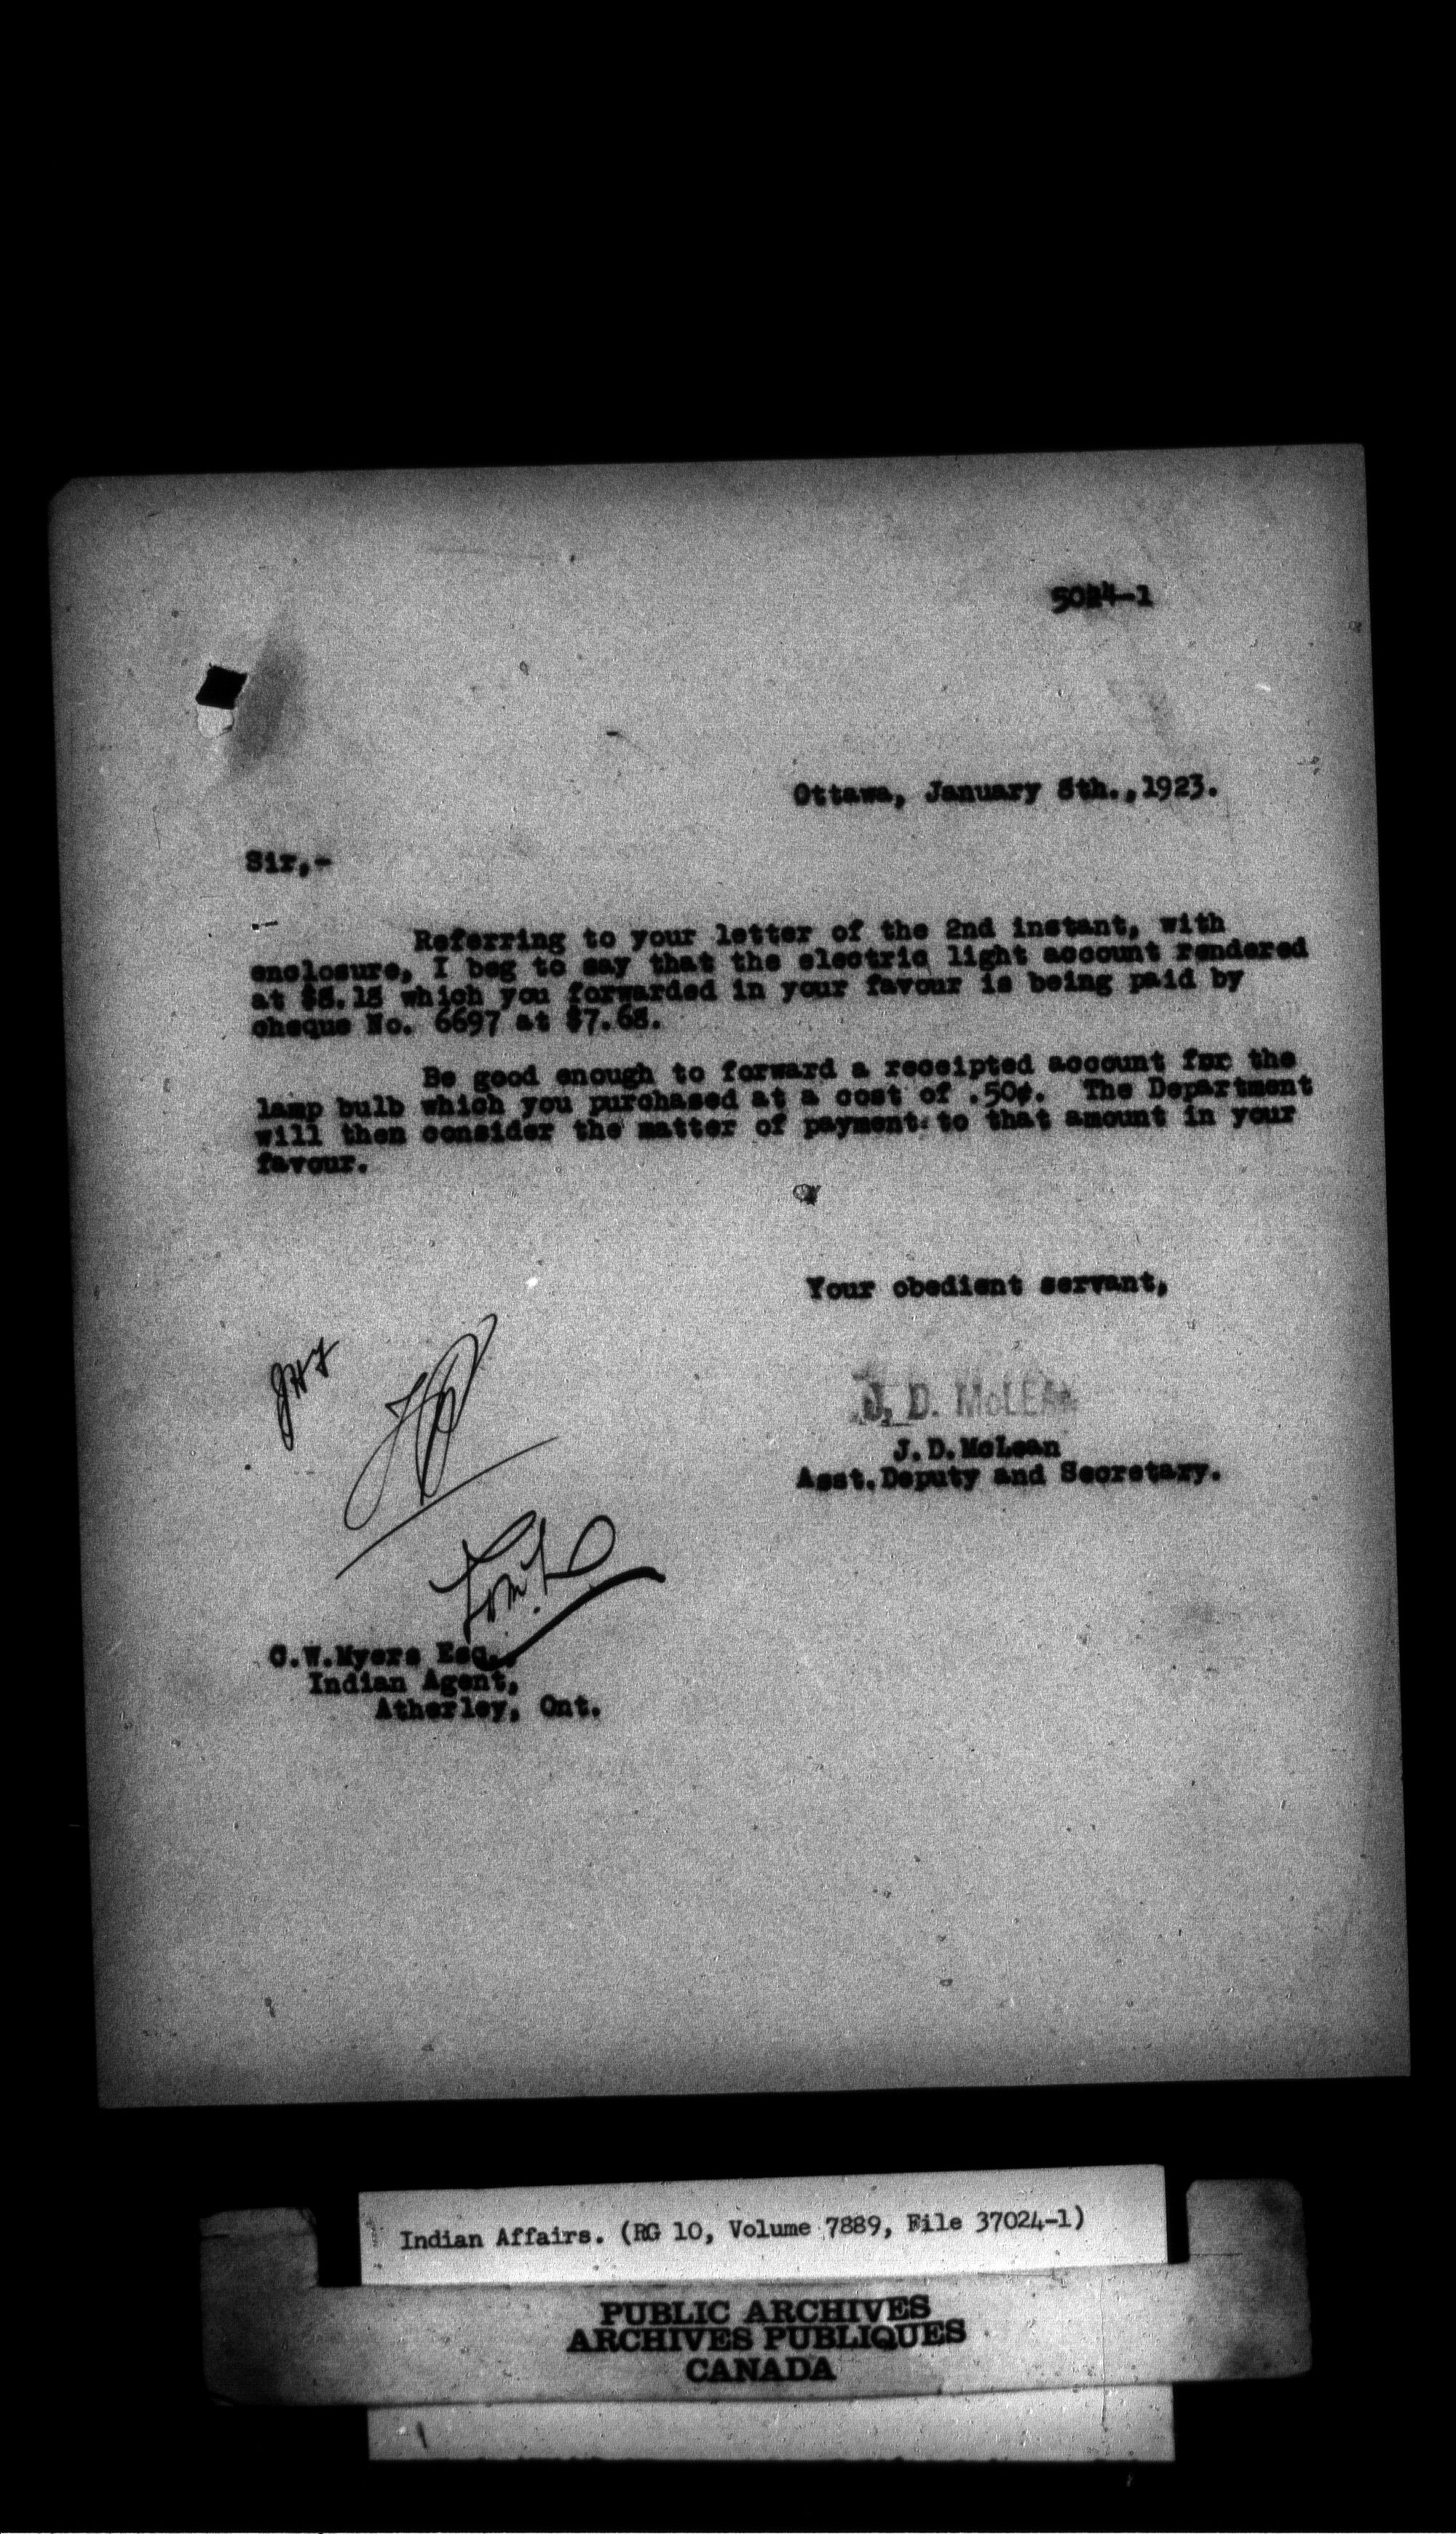 5024-1
Ottawa, January 8th.,1923.
Sir,-
Referring to your letter of the 2nd instant, with
enclosure, I beg to say that the electric light account rendered
at $8.18 which you forwarded in your favour is being paid by
cheque No. 6697 at $7.68.
Be good enough to forward a receipted account for the
lamp bulb which you purchased at a cost of .50¢. The Department
will then consider the matter of payment to that amount in your
favour.
Your obedient servant,
J. D. McLEAN
J.D.McLean
Asst.Deputy and Secretary.
C.W.Myers Esq.,
Indian Agent,
Atherley, Ont.
Indian Affairs. (RG 10, Volume 7889, File 37024-1)
PUBLIC ARCHIVES
ARCHIVES PUBLIQUES
CANADA